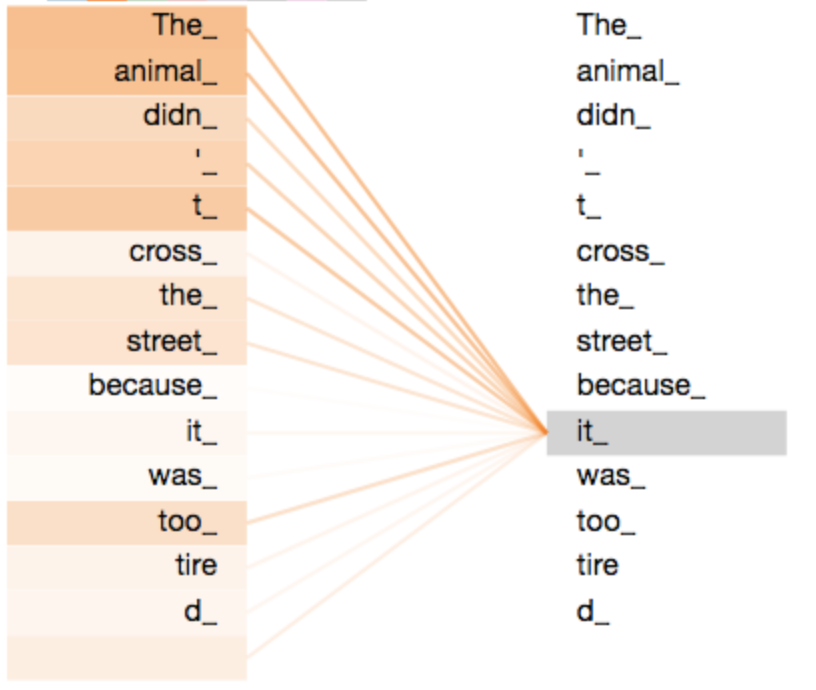 The_ The_
animal_ animal_
didn_ didn_
'_ '_
t_ t_
cross_ cross_
the_ the_
street_ street_
because_ because_
it_ it_
was_ was_
too_ too_
tire tire
d_ d_